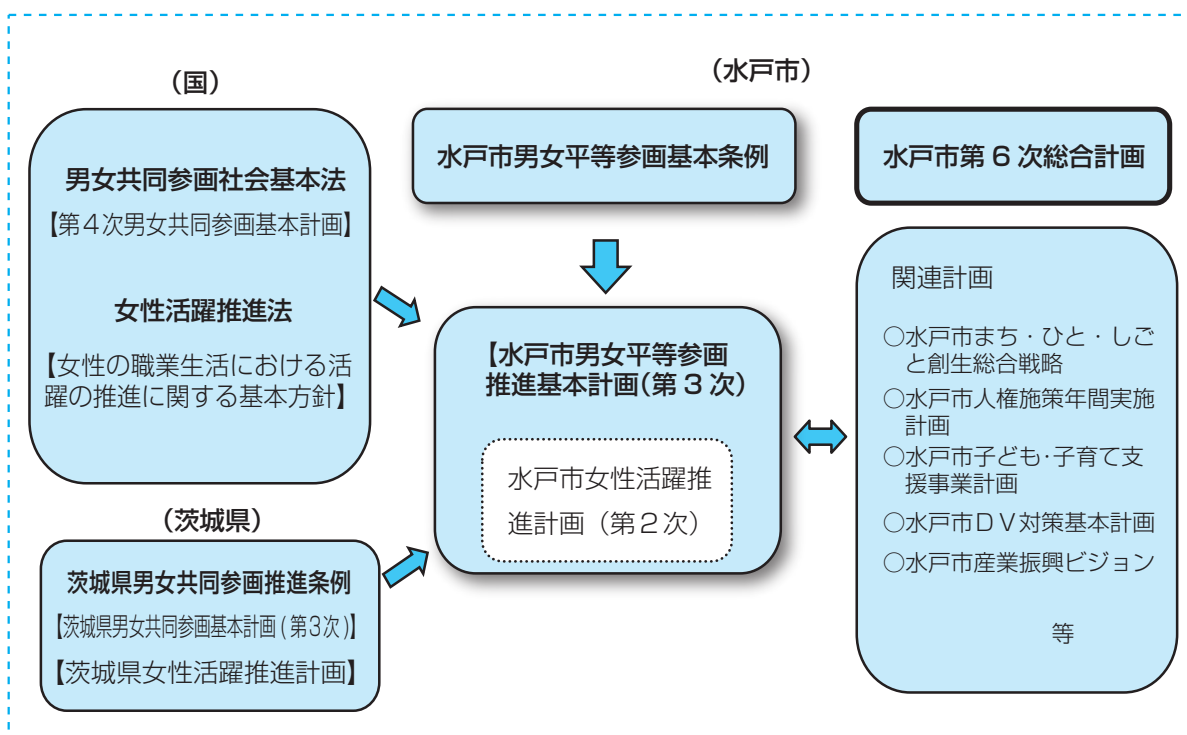 （国）
男女共同参画社会基本法
【第４次男女共同参画基本計画】
女性活躍推進法
【女性の職業生活における活
躍の推進に関する基本方針】
（茨城県）
茨城県男女共同参画推進条例
【茨城県男女共同参画基本計画(第3次)】
【茨城県女性活躍推進計画】
（水戸市）
水戸市男女平等参画基本条例
【水戸市男女平等参画
推進基本計画(第３次)
水戸市女性活躍推
進計画（第２次）
水戸市第６次総合計画
関連計画
○水戸市まち・ひと・しご
と創生総合戦略
○水戸市人権施策年間実施
計画
○水戸市子ども･子育て支
援事業計画
○水戸市ＤＶ対策基本計画
○水戸市産業振興ビジョン
等